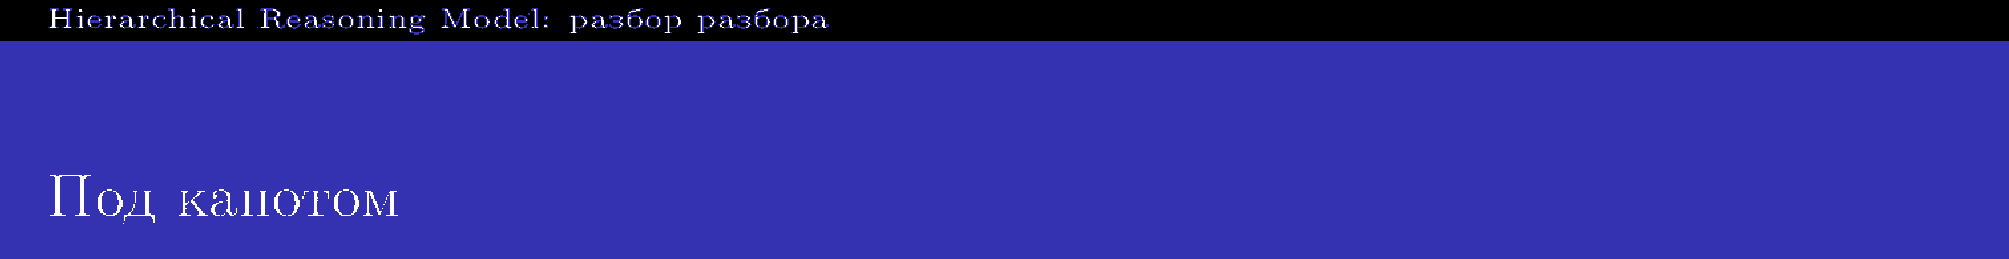 Hierarchical Reasoning Model: разбор разбора
Под капотом